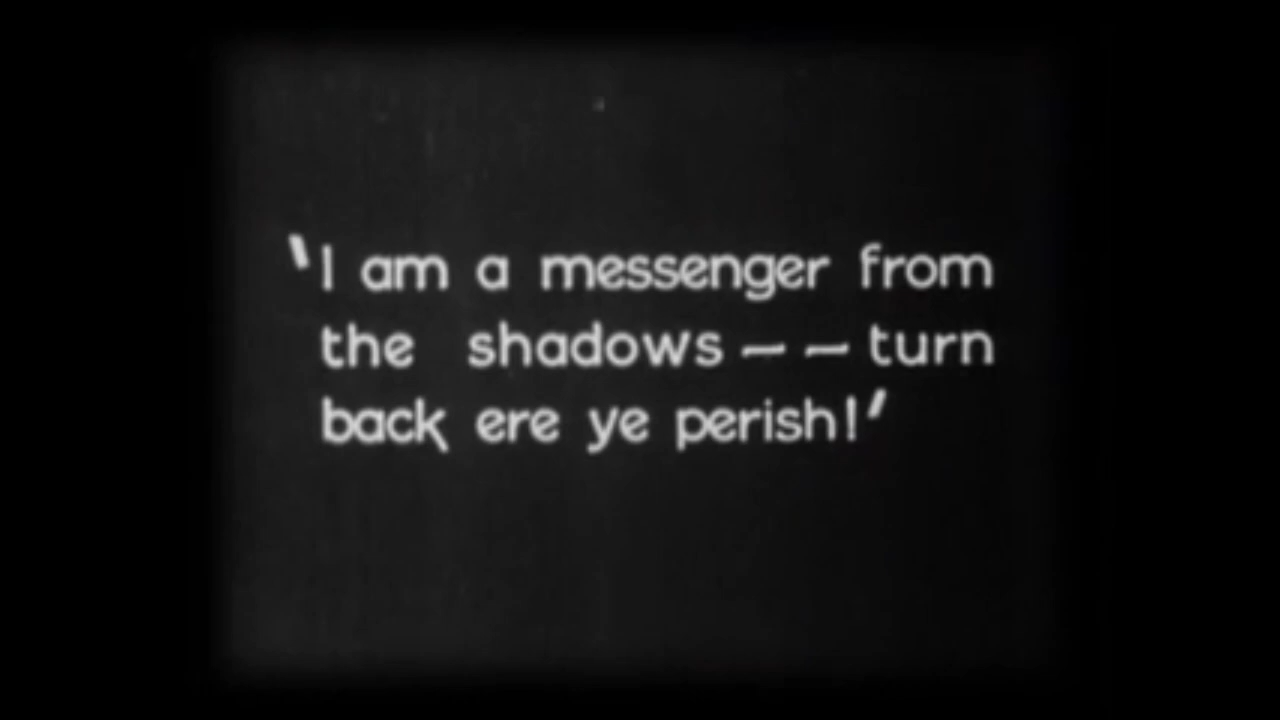 'I am a messenger from
the shadows — — turn
back ere ye perish!'